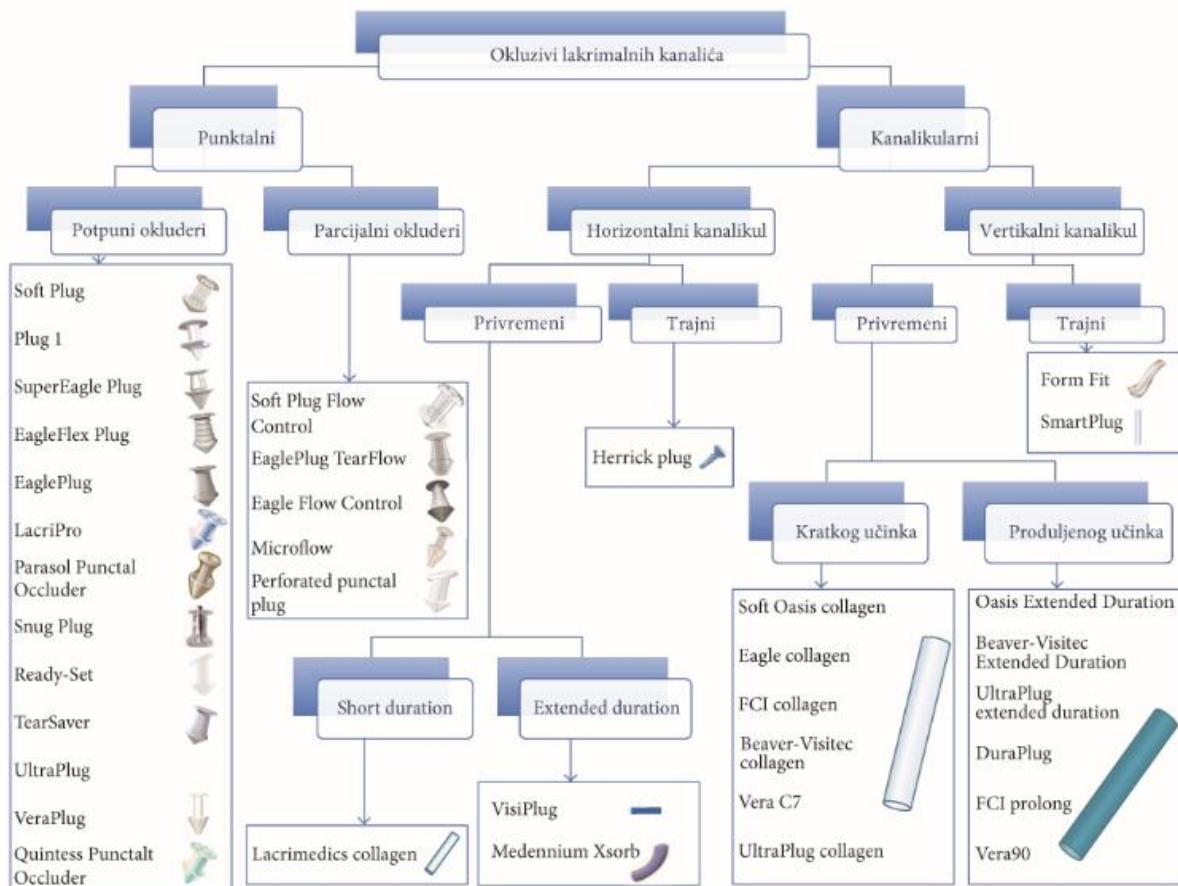 Okluzivi lakrimalnih kanalića
Punktalni
Kanalikularni
Potpuni okluderi
Parcijalni okluderi
Horizontalni kanalikul
Vertikalni kanalikul
Soft Plug
Plug 1
SuperEagle Plug
EagleFlex Plug
EaglePlug
LacriPro
Parasol Punctal
Occluder
Snug Plug
Ready-Set
TearSaver
UltraPlug
VeraPlug
Quintess Punctalt
Occluder
Soft Plug Flow
Control
EaglePlug TearFlow
Eagle Flow Control
Microflow
Perforated punctal
plug
Privremeni
Trajni
Herrick plug
Short duration
Extended duration
Lacrimedics collagen
VisiPlug
Medennium Xsorb
Privremeni
Trajni
Form Fit
SmartPlug
Kratkog učinka
Produljenog učinka
Soft Oasis collagen
Eagle collagen
FCI collagen
Beaver-Visitec
collagen
Vera C7
UltraPlug collagen
Oasis Extended Duration
Beaver-Visitec
Extended Duration
UltraPlug
extended duration
DuraPlug
FCI prolong
Vera90